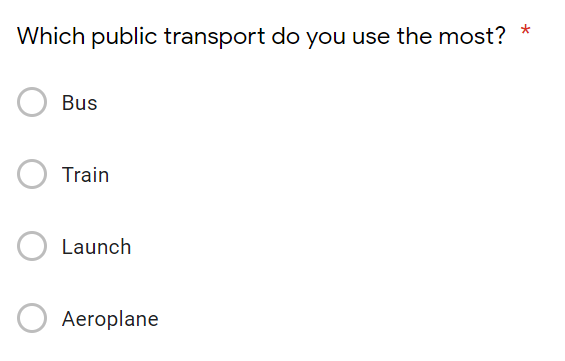 Which public transport do you use the most? *
Bus
Train
Launch
Aeroplane